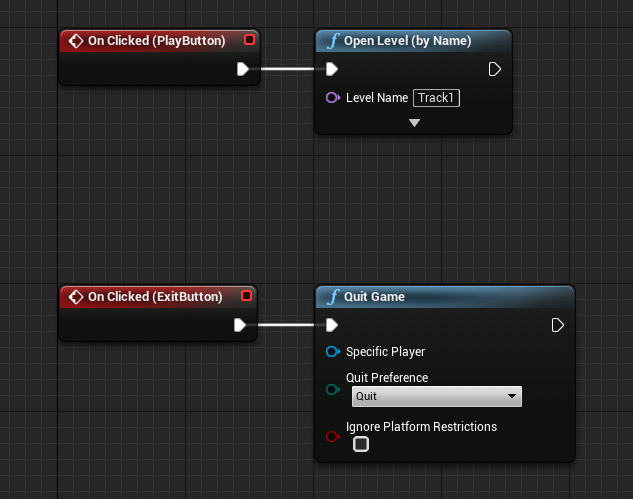 On Clicked (PlayButton)
Open Level (by Name)
Level Name Track1
On Clicked (ExitButton)
Quit Game
Specific Player
Quit Preference
Quit
Ignore Platform Restrictions